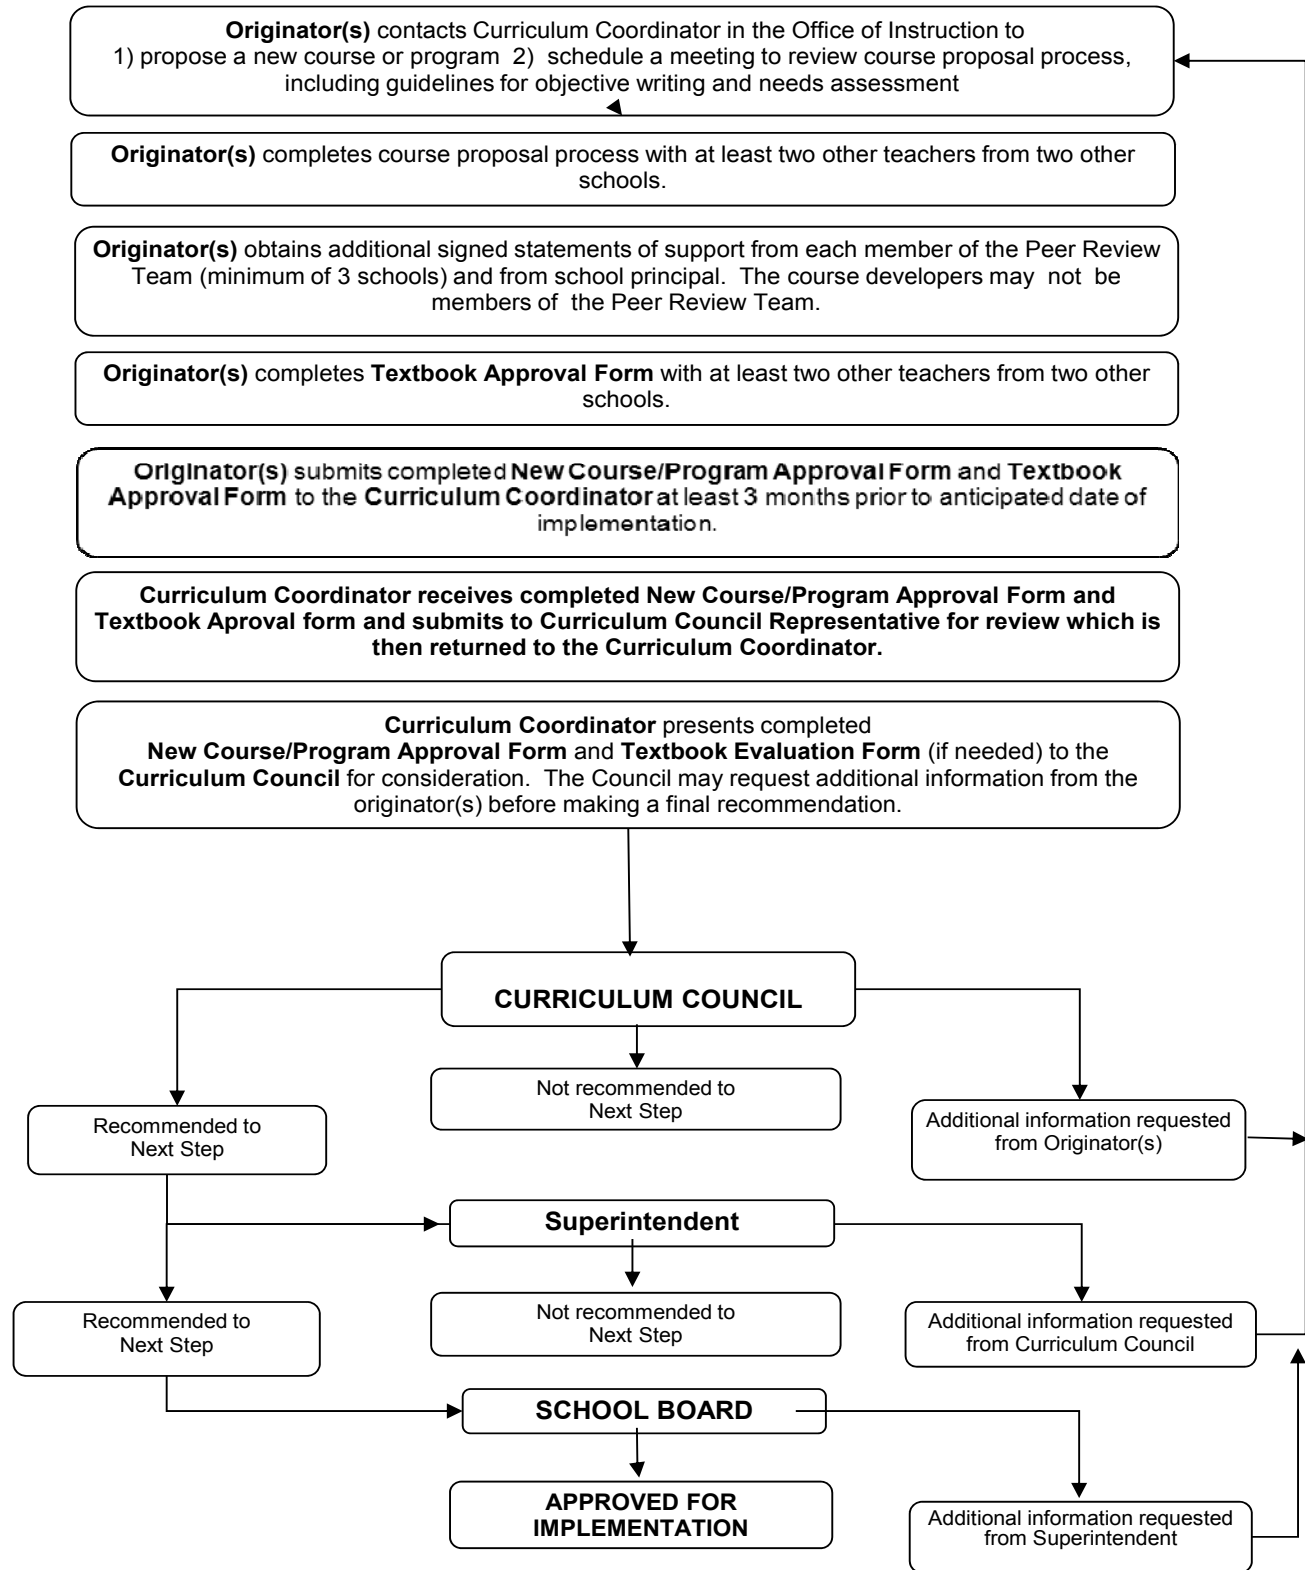 Originator(s) contacts Curriculum Coordinator in the Office of Instruction to
1) propose a new course or program 2) schedule a meeting to review course proposal process,
including guidelines for objective writing and needs assessment
Originator(s) completes course proposal process with at least two other teachers from two other
schools.
Originator(s) obtains additional signed statements of support from each member of the Peer Review
Team (minimum of 3 schools) and from school principal. The course developers may not be
members of the Peer Review Team.
Originator(s) completes Textbook Approval Form with at least two other teachers from two other
schools.
Originator(s) submits completed New Course/Program Approval Form and Textbook
Approval Form to the Curriculum Coordinator at least 3 months prior to anticipated date of
implementation.
Curriculum Coordinator receives completed New Course/Program Approval Form and
Textbook Aproval form and submits to Curriculum Council Representative for review which is
then returned to the Curriculum Coordinator.
Curriculum Coordinator presents completed
New Course/Program Approval Form and Textbook Evaluation Form (if needed) to the
Curriculum Council for consideration. The Council may request additional information from the
originator(s) before making a final recommendation.
CURRICULUM COUNCIL
Recommended to
Next Step
Not recommended to
Next Step
Additional information requested
from Originator(s)
Superintendent
Recommended to
Next Step
Not recommended to
Next Step
Additional information requested
from Curriculum Council
SCHOOL BOARD
APPROVED FOR
IMPLEMENTATION
Additional information requested
from Superintendent